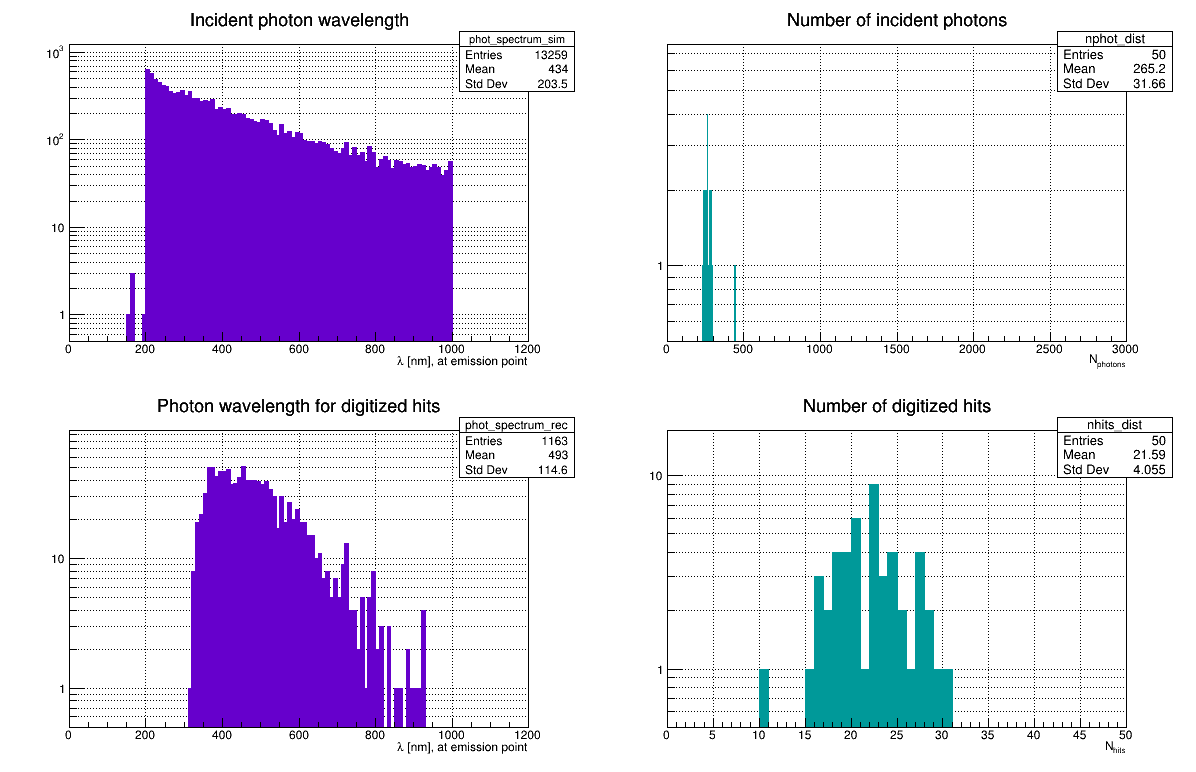 Incident photon wavelength
phot_spectrum_sim
Entries 13259
Mean 434
Std Dev 203.5
10³
10²
10
1
0 200 400 600 800 1000 1200
λ [nm], at emission point
Number of incident photons
nphot_dist
Entries 50
Mean 265.2
Std Dev 31.66
1
0 500 1000 1500 2000 2500 3000
Nphotons
Photon wavelength for digitized hits
phot_spectrum_rec
Entries 1163
Mean 493
Std Dev 114.6
10
1
0 200 400 600 800 1000 1200
λ [nm], at emission point
Number of digitized hits
nhits_dist
Entries 50
Mean 21.59
Std Dev 4.055
10
1
0 5 10 15 20 25 30 35 40 45 50
Nhits